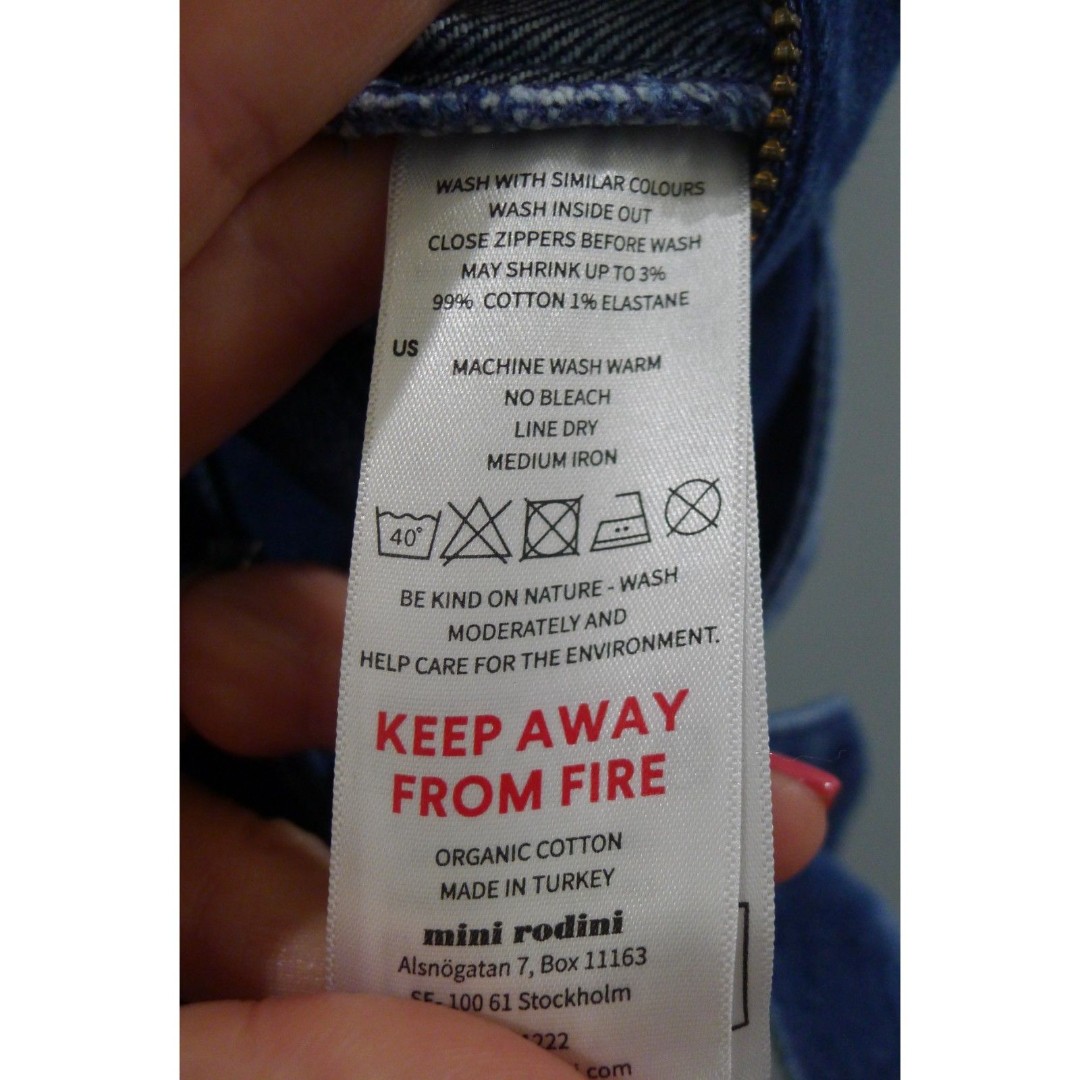 WASH WITH SIMILAR COLOURS
WASH INSIDE OUT
CLOSE ZIPPERS BEFORE WASH
MAY SHRINK UP TO 3%
99% COTTON 1% ELASTANE
US
MACHINE WASH WARM
NO BLEACH
LINE DRY
MEDIUM IRON
40°
BE KIND ON NATURE - WASH
MODERATELY AND
HELP CARE FOR THE ENVIRONMENT.
KEEP AWAY
FROM FIRE
ORGANIC COTTON
MADE IN TURKEY
mini rodini
Alsnögatan 7, Box 11163
SE- 100 61 Stockholm